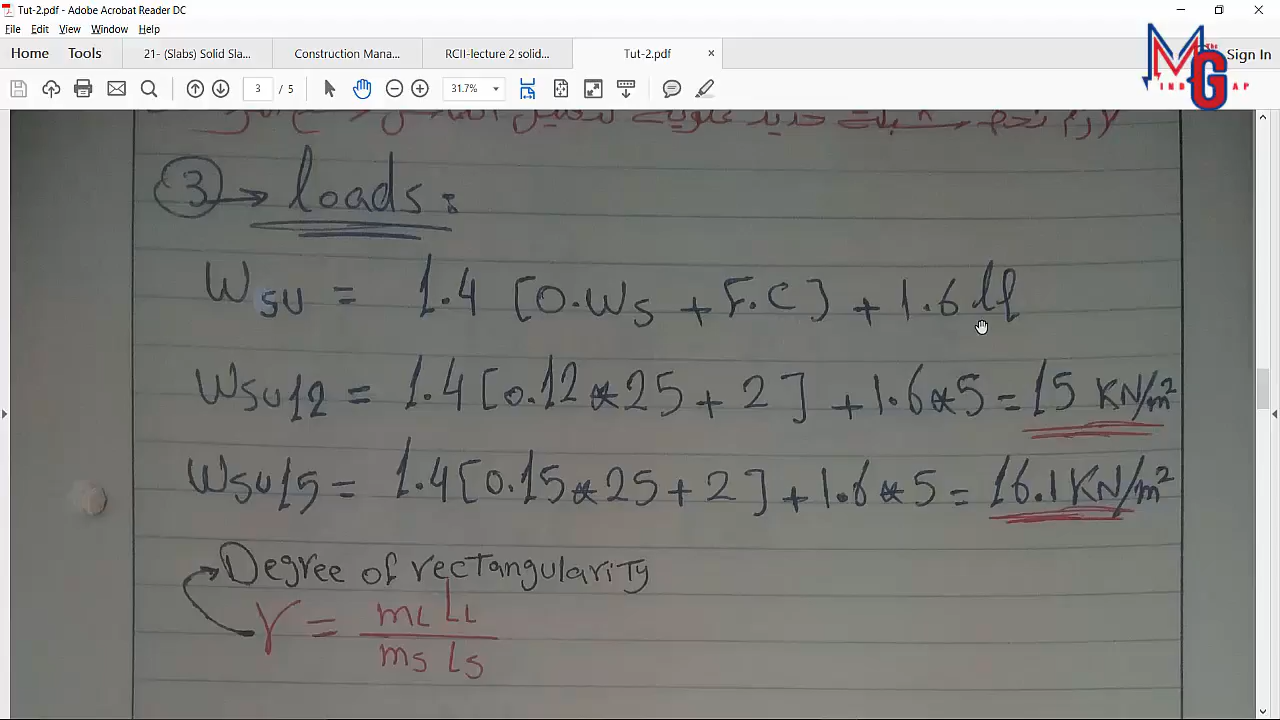 Tut-2.pdf - Adobe Acrobat Reader DC
File Edit View Window Help
Home Tools 21- (Slabs) Solid Sla... Construction Mana... RCII-lecture 2 solid... Tut-2.pdf × Sign In
The
MG
IND GAP
3 / 5 31.7%
3 → loads:
Wsu = 1.4 [O.Ws + F.C] + 1.6 ll
Wsu12 = 1.4 [0.12*25 + 2] + 1.6*5 = 15 KN/m²
Wsu15 = 1.4 [0.15*25 + 2] + 1.6*5 = 16.1 KN/m²
Degree of rectangularity
r = mL LL / ms Ls